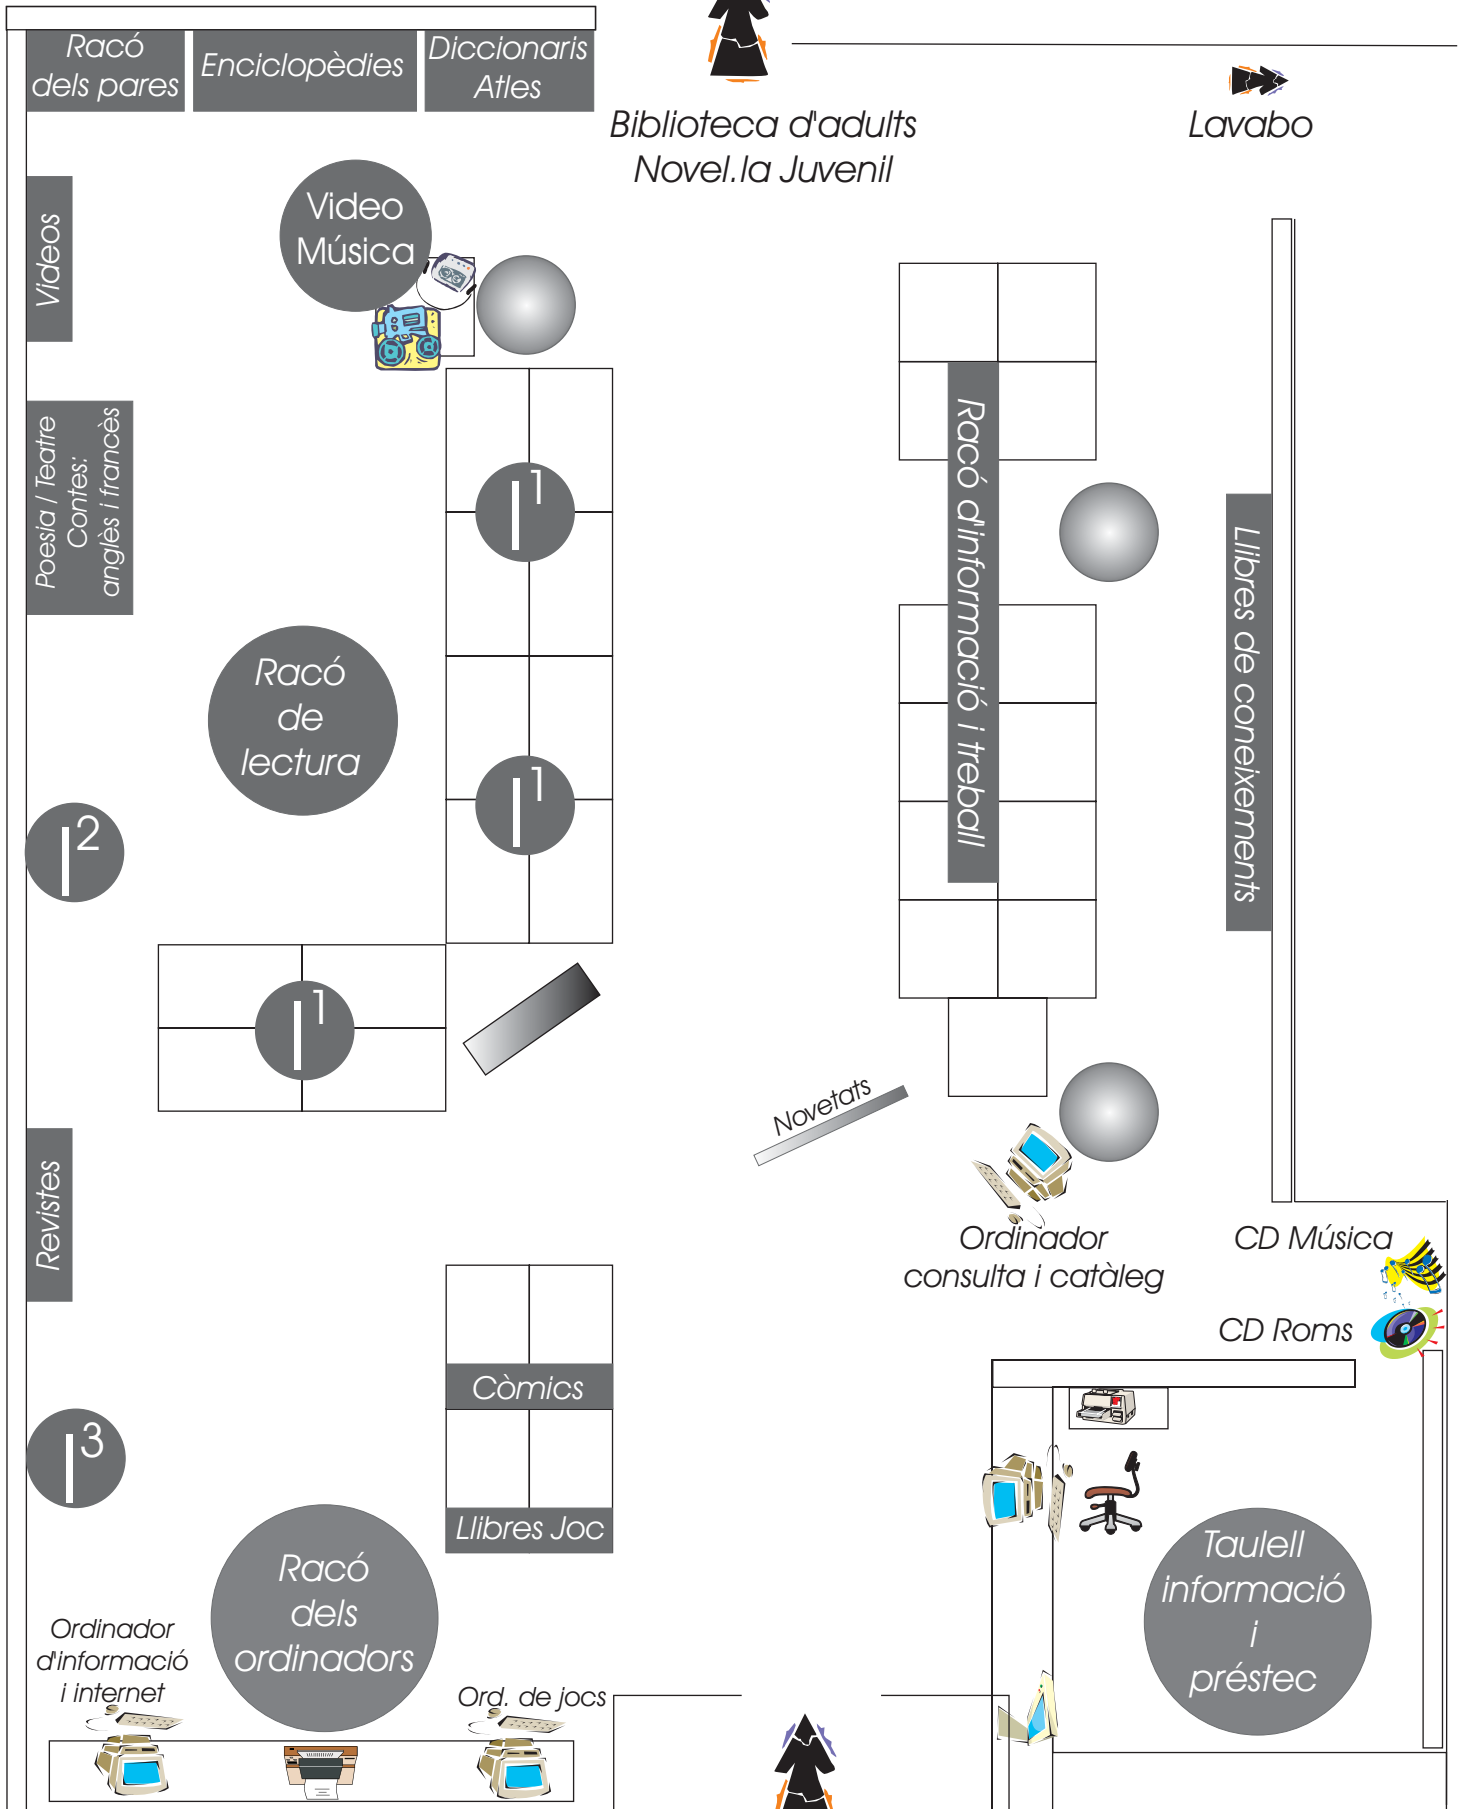 Racó
dels pares
Enciclopèdies
Diccionaris
Atles
Biblioteca d'adults
Novel.la Juvenil
Lavabo
Video
Música
Videos
Poesia / Teatre
Contes:
anglès i francès
I1
Racó
de
lectura
I1
I2
I1
Racó d'informació i treball
Llibres de coneixements
Novetats
Revistes
Ordinador
consulta i catàleg
CD Música
CD Roms
Còmics
Llibres Joc
I3
Racó
dels
ordinadors
Ordinador
d'informació
i internet
Ord. de jocs
Taulell
informació
i
préstec